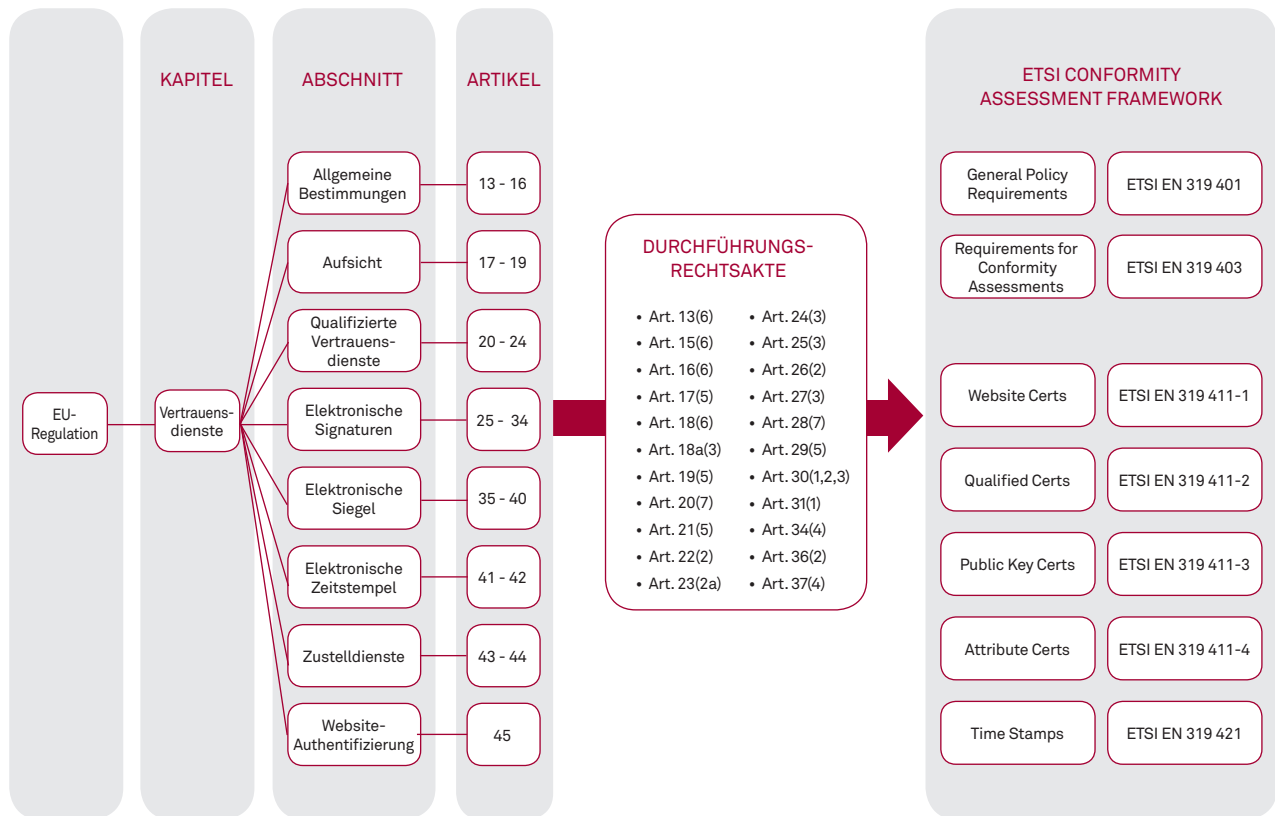 KAPITEL
ABSCHNITT
ARTIKEL
ETSI CONFORMITY
ASSESSMENT FRAMEWORK
EU-
Regulation
Vertrauens-
dienste
Allgemeine
Bestimmungen
13 - 16
Aufsicht
17 - 19
Qualifizierte
Vertrauens-
dienste
20 - 24
Elektronische
Signaturen
25 -  34
Elektronische
Siegel
35 - 40
Elektronische
Zeitstempel
41 - 42
Zustelldienste
43 - 44
Website-
Authentifizierung
45
DURCHFÜHRUNGS-
RECHTSAKTE
• Art. 13(6)
• Art. 15(6)
• Art. 16(6)
• Art. 17(5)
• Art. 18(6)
• Art. 18a(3)
• Art. 19(5)
• Art. 20(7)
• Art. 21(5)
• Art. 22(2)
• Art. 23(2a)
• Art. 24(3)
• Art. 25(3)
• Art. 26(2)
• Art. 27(3)
• Art. 28(7)
• Art. 29(5)
• Art. 30(1,2,3)
• Art. 31(1)
• Art. 34(4)
• Art. 36(2)
• Art. 37(4)
General Policy
Requirements
ETSI EN 319 401
Requirements for
Conformity
Assessments
ETSI EN 319 403
Website Certs
ETSI EN 319 411-1
Qualified Certs
ETSI EN 319 411-2
Public Key Certs
ETSI EN 319 411-3
Attribute Certs
ETSI EN 319 411-4
Time Stamps
ETSI EN 319 421